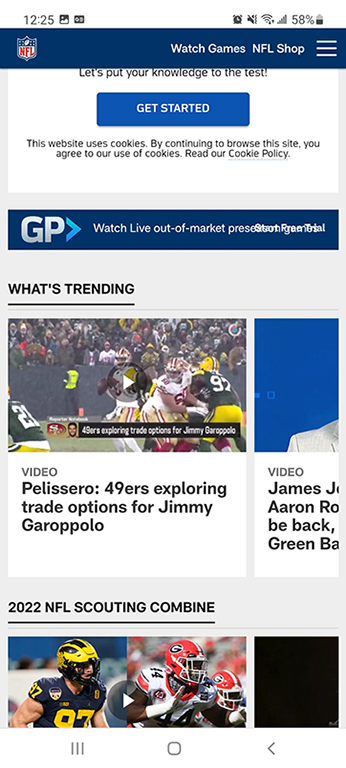 12:25
58%
NFL
Watch Games NFL Shop
Let's put your knowledge to the test!
GET STARTED
This website uses cookies. By continuing to browse this site, you
agree to our use of cookies. Read our Cookie Policy.
GP
Watch Live out-of-market preseason games
Start Free Trial
WHAT'S TRENDING
97
Reporter Notebook
49ers exploring trade options for Jimmy Garoppolo
VIDEO
Pelissero: 49ers exploring
trade options for Jimmy
Garoppolo
VIDEO
James J
Aaron Ro
be back,
Green Ba
2022 NFL SCOUTING COMBINE
97
44